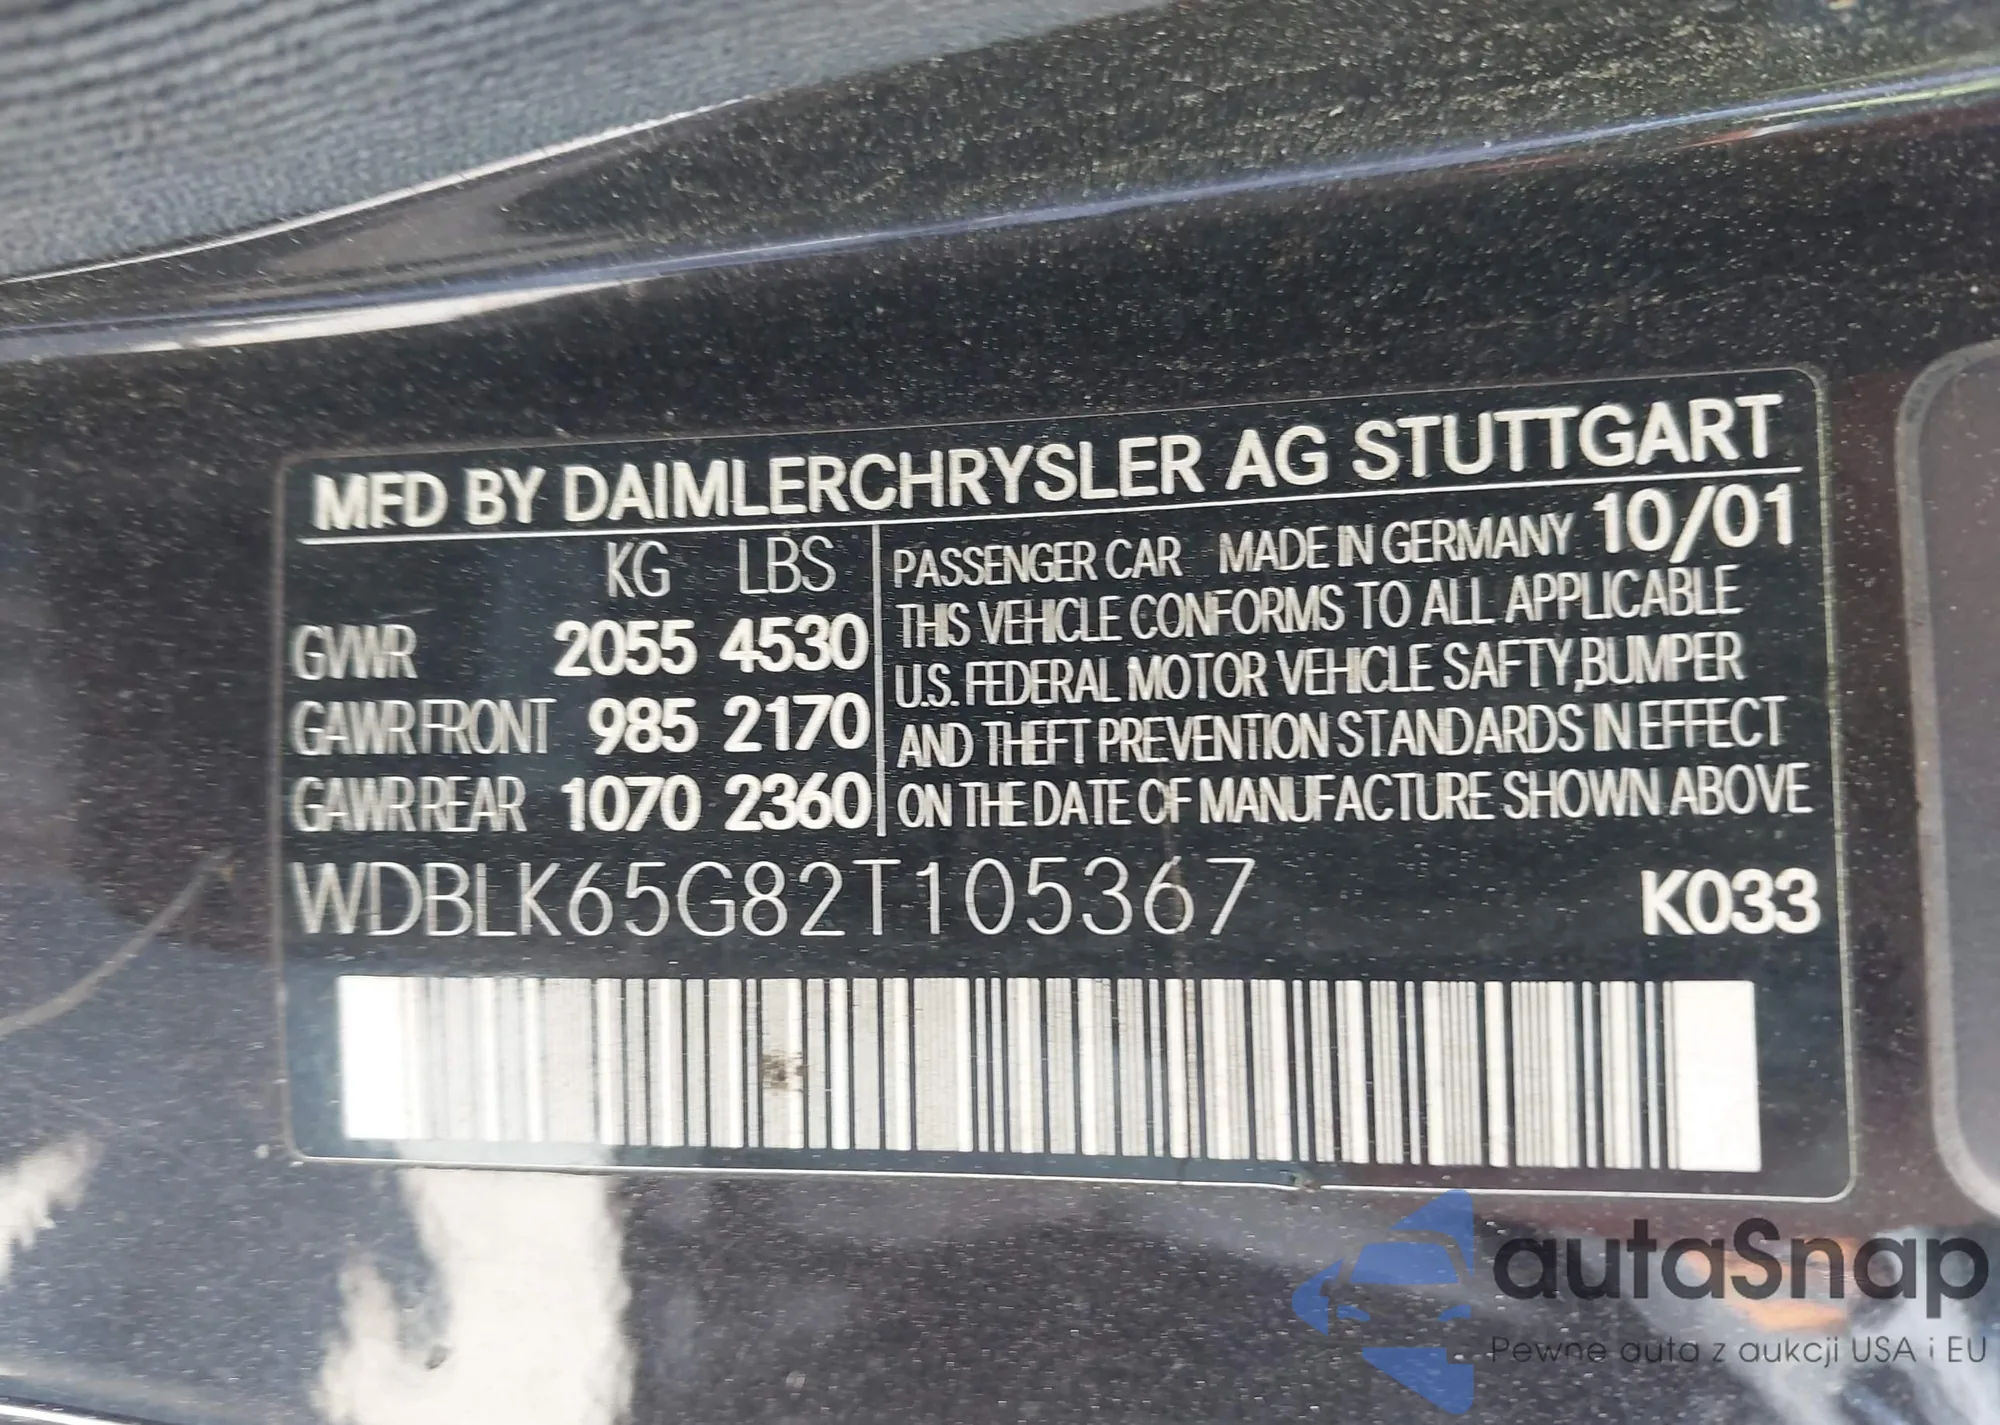 MFD BY DAIMLERCHRYSLER AG STUTTGART
KG LBS
GVWR 2055 4530
GAWR FRONT 985 2170
GAWR REAR 1070 2360
PASSENGER CAR MADE IN GERMANY 10/01
THIS VEHICLE CONFORMS TO ALL APPLICABLE
U.S. FEDERAL MOTOR VEHICLE SAFTY,BUMPER
AND THEFT PREVENTION STANDARDS IN EFFECT
ON THE DATE OF MANUFACTURE SHOWN ABOVE
WDBLK65G82T105367 K033
autaSnap
Pewne auta z aukcji USA i EU